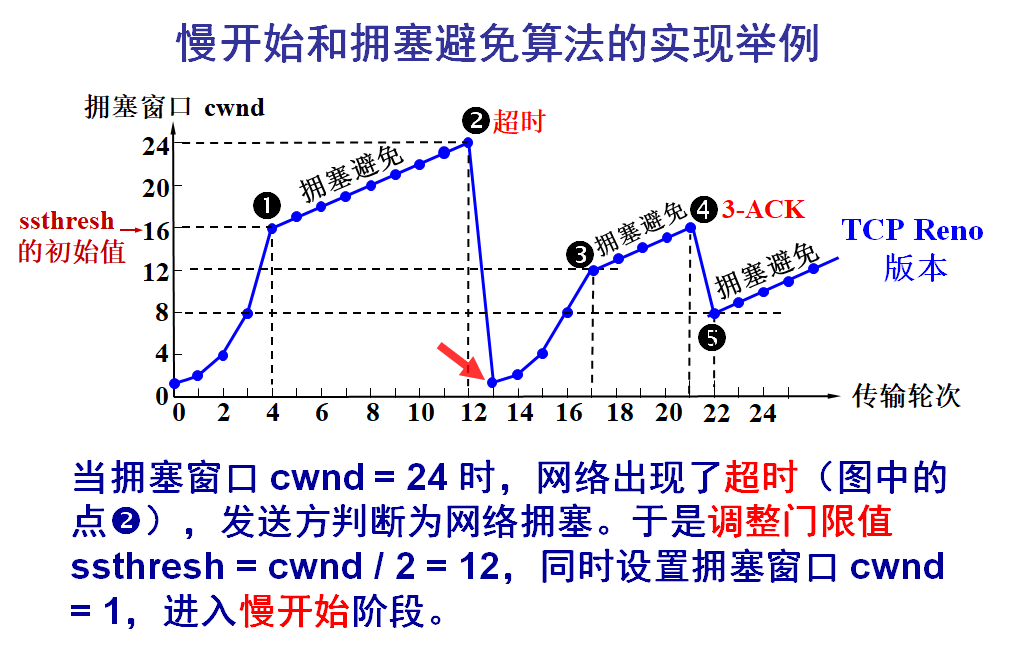 慢开始和拥塞避免算法的实现举例
拥塞窗口 cwnd
❷超时
24
20
ssthresh
的初始值
16
12
8
4
0
❶
拥塞避免
❸
拥塞避免
❹ 3-ACK
拥塞避免
❺
TCP Reno
版本
0 2 4 6 8 10 12 14 16 18 20 22 24
传输轮次
当拥塞窗口 cwnd = 24 时，网络出现了超时（图中的
点❷），发送方判断为网络拥塞。于是调整门限值
ssthresh = cwnd / 2 = 12，同时设置拥塞窗口 cwnd
= 1，进入慢开始阶段。